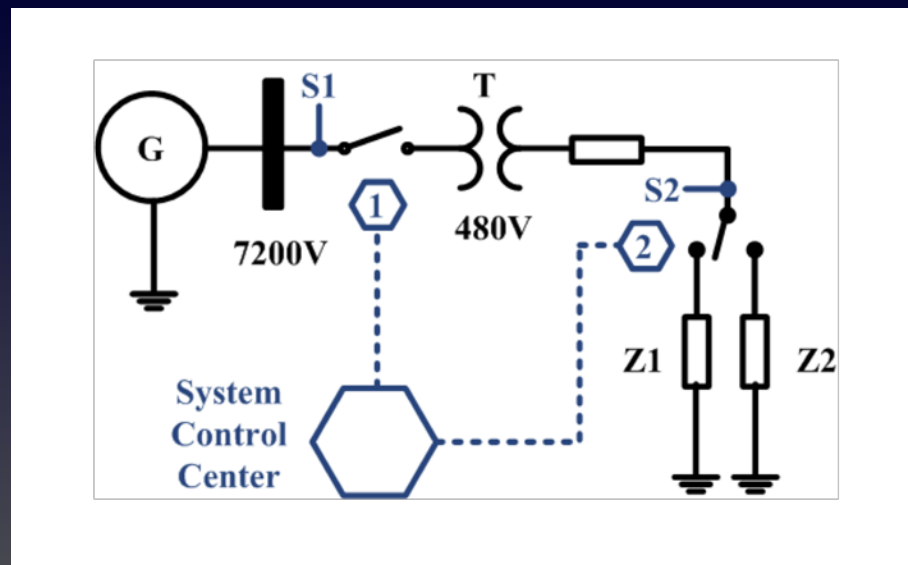 S1
T
G
S2
1
7200V
480V
2
Z1
Z2
System
Control
Center